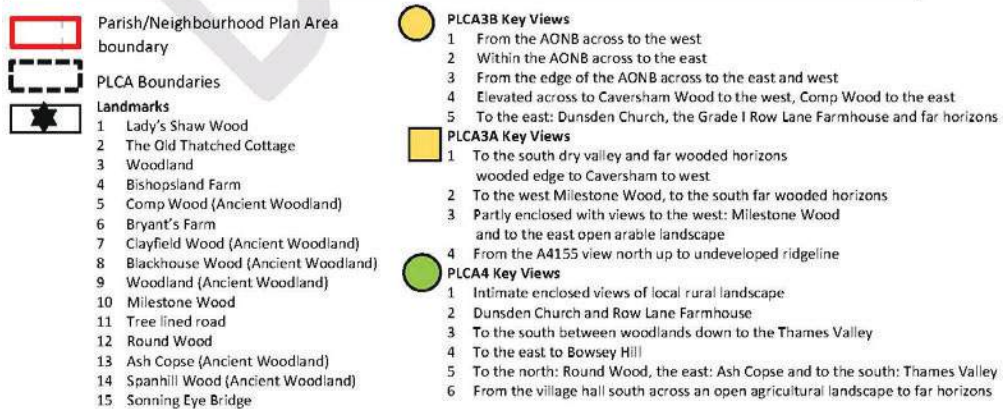 Parish/Neighbourhood Plan Area
boundary
PLCA Boundaries
Landmarks
1 Lady's Shaw Wood
2 The Old Thatched Cottage
3 Woodland
4 Bishopsland Farm
5 Comp Wood (Ancient Woodland)
6 Bryant's Farm
7 Clayfield Wood (Ancient Woodland)
8 Blackhouse Wood (Ancient Woodland)
9 Woodland (Ancient Woodland)
10 Milestone Wood
11 Tree lined road
12 Round Wood
13 Ash Copse (Ancient Woodland)
14 Spanhill Wood (Ancient Woodland)
15 Sonning Eye Bridge
PLCA3B Key Views
1 From the AONB across to the west
2 Within the AONB across to the east
3 From the edge of the AONB across to the east and west
4 Elevated across to Caversham Wood to the west, Comp Wood to the east
5 To the east: Dunsden Church, the Grade I Row Lane Farmhouse and far horizons
PLCA3A Key Views
1 To the south dry valley and far wooded horizons
wooded edge to Caversham to west
2 To the west Milestone Wood, to the south far wooded horizons
3 Partly enclosed with views to the west: Milestone Wood
and to the east open arable landscape
4 From the A4155 view north up to undeveloped ridgeline
PLCA4 Key Views
1 Intimate enclosed views of local rural landscape
2 Dunsden Church and Row Lane Farmhouse
3 To the south between woodlands down to the Thames Valley
4 To the east to Bowsey Hill
5 To the north: Round Wood, the east: Ash Copse and to the south: Thames Valley
6 From the village hall south across an open agricultural landscape to far horizons